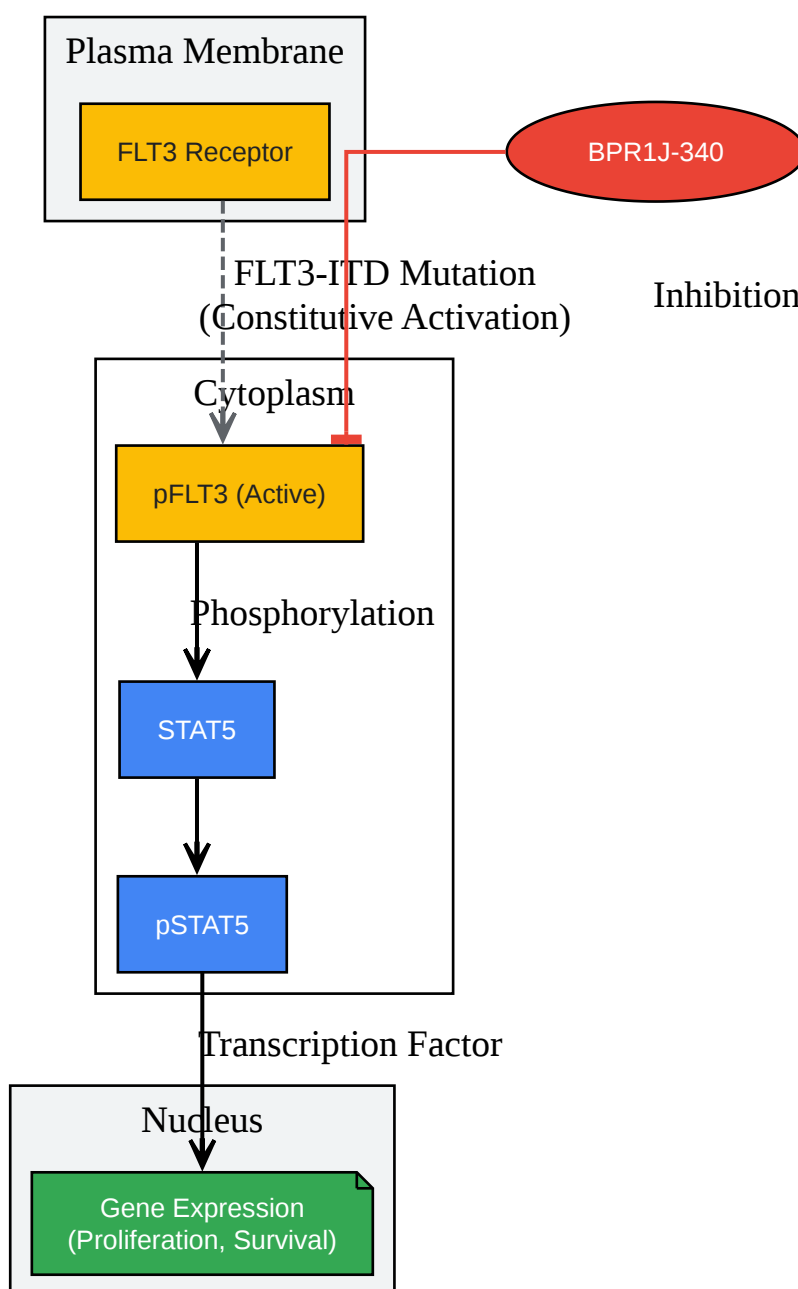 Plasma Membrane
FLT3 Receptor
BPR1J-340
FLT3-ITD Mutation
(Constitutive Activation)
Inhibition
Cytoplasm
pFLT3 (Active)
Phosphorylation
STAT5
pSTAT5
Transcription Factor
Nucleus
Gene Expression
(Proliferation, Survival)